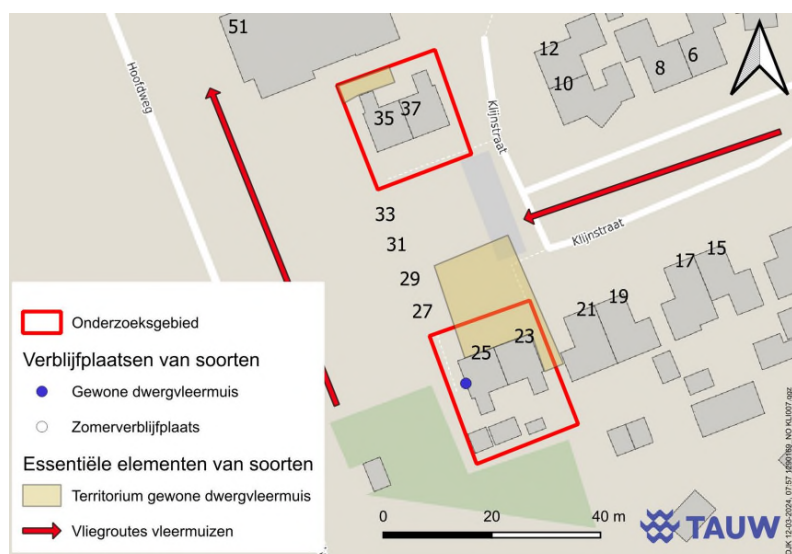 51
Hoofdweg
35 37
12
10
8
6
Klijnstraat
33
31
29
27
Klijnstraat
25
23
21
19
17
15
Onderzoeksgebied
Verblijfplaatsen van soorten
Gewone dwergvleermuis
Zomerverblijfplaats
Essentiële elementen van soorten
Territorium gewone dwergvleermuis
Vliegroutes vleermuizen
0 20 40 m
TAUW